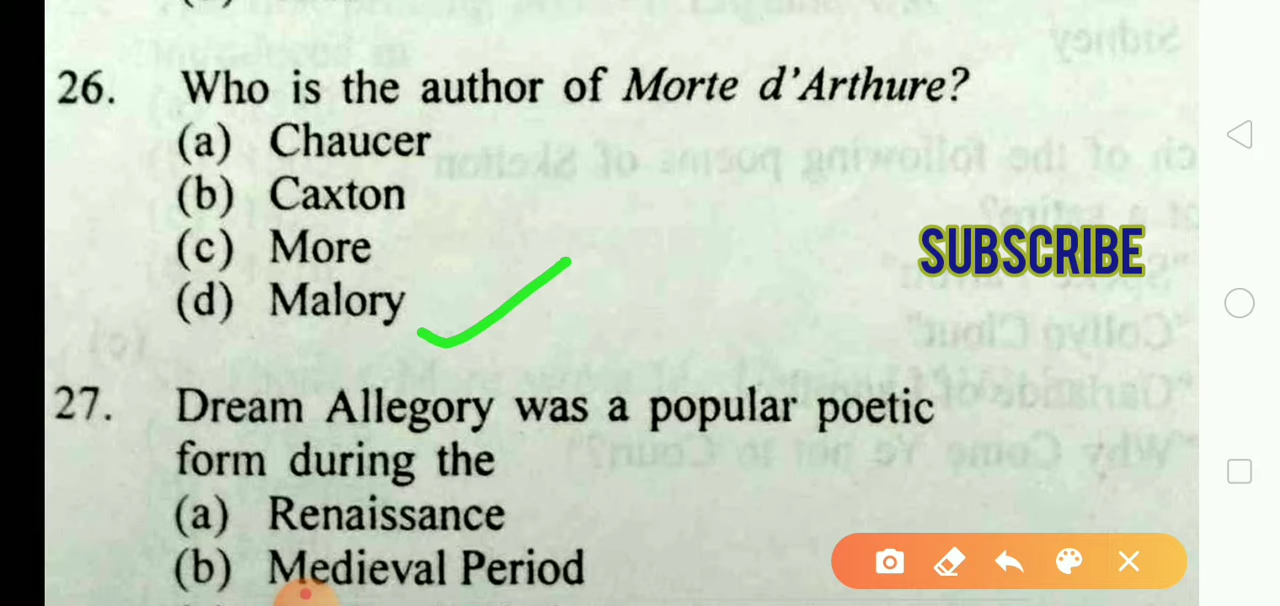 26. Who is the author of Morte d'Arthure?
(a) Chaucer
(b) Caxton
(c) More
(d) Malory
SUBSCRIBE
27. Dream Allegory was a popular poetic
form during the
(a) Renaissance
(b) Medieval Period